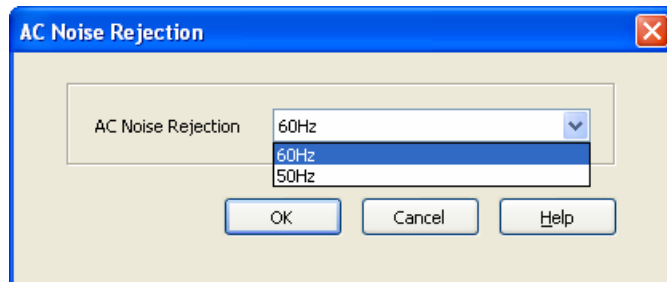 AC Noise Rejection
AC Noise Rejection 60Hz
60Hz
50Hz
OK Cancel Help